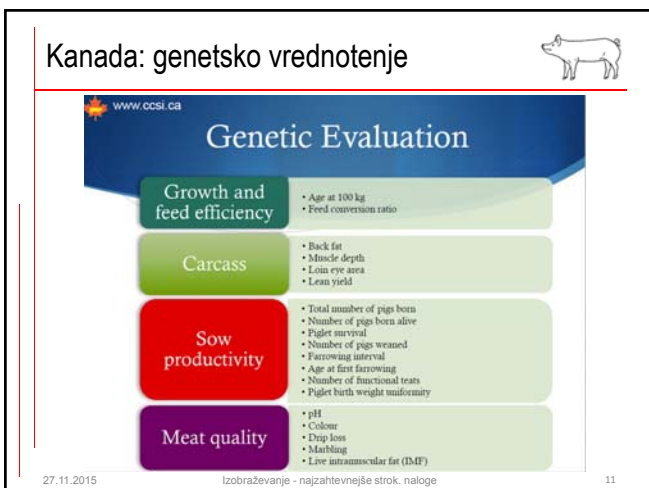 Kanada: genetsko vrednotenje
www.ccsi.ca
Genetic Evaluation
Growth and
feed efficiency
• Age at 100 kg
• Feed conversion ratio
Carcass
• Back fat
• Muscle depth
• Loin eye area
• Lean yield
Sow
productivity
• Total number of pigs born
• Number of pigs born alive
• Piglet survival
• Number of pigs weaned
• Farrowing interval
• Age at first farrowing
• Number of functional teats
• Piglet birth weight uniformity
Meat quality
• pH
• Colour
• Drip loss
• Marbling
• Live intramuscular fat (IMF)
27.11.2015
Izobraževanje - najzahtevnejše strok. naloge
11